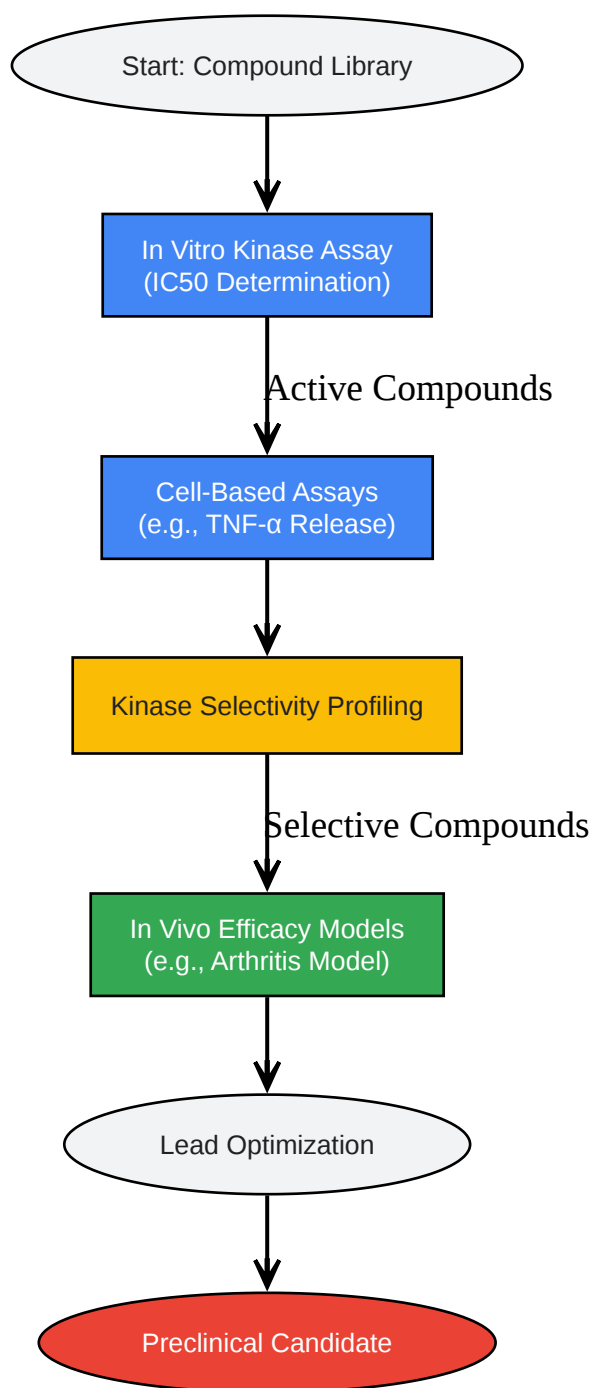 Start: Compound Library
In Vitro Kinase Assay
(IC50 Determination)
Active Compounds
Cell-Based Assays
(e.g., TNF-α Release)
Kinase Selectivity Profiling
Selective Compounds
In Vivo Efficacy Models
(e.g., Arthritis Model)
Lead Optimization
Preclinical Candidate